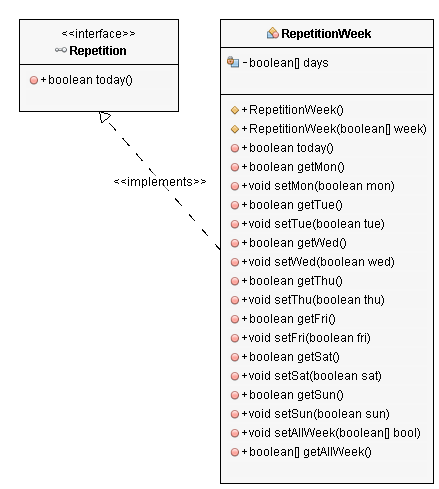 <<interface>>
Repetition
+ boolean today()
<<implements>>
RepetitionWeek
- boolean[] days
+ RepetitionWeek()
+ RepetitionWeek(boolean[] week)
+ boolean today()
+ boolean getMon()
+ void setMon(boolean mon)
+ boolean getTue()
+ void setTue(boolean tue)
+ boolean getWed()
+ void setWed(boolean wed)
+ boolean getThu()
+ void setThu(boolean thu)
+ boolean getFri()
+ void setFri(boolean fri)
+ boolean getSat()
+ void setSat(boolean sat)
+ boolean getSun()
+ void setSun(boolean sun)
+ void setAllWeek(boolean[] bool)
+ boolean[] getAllWeek()